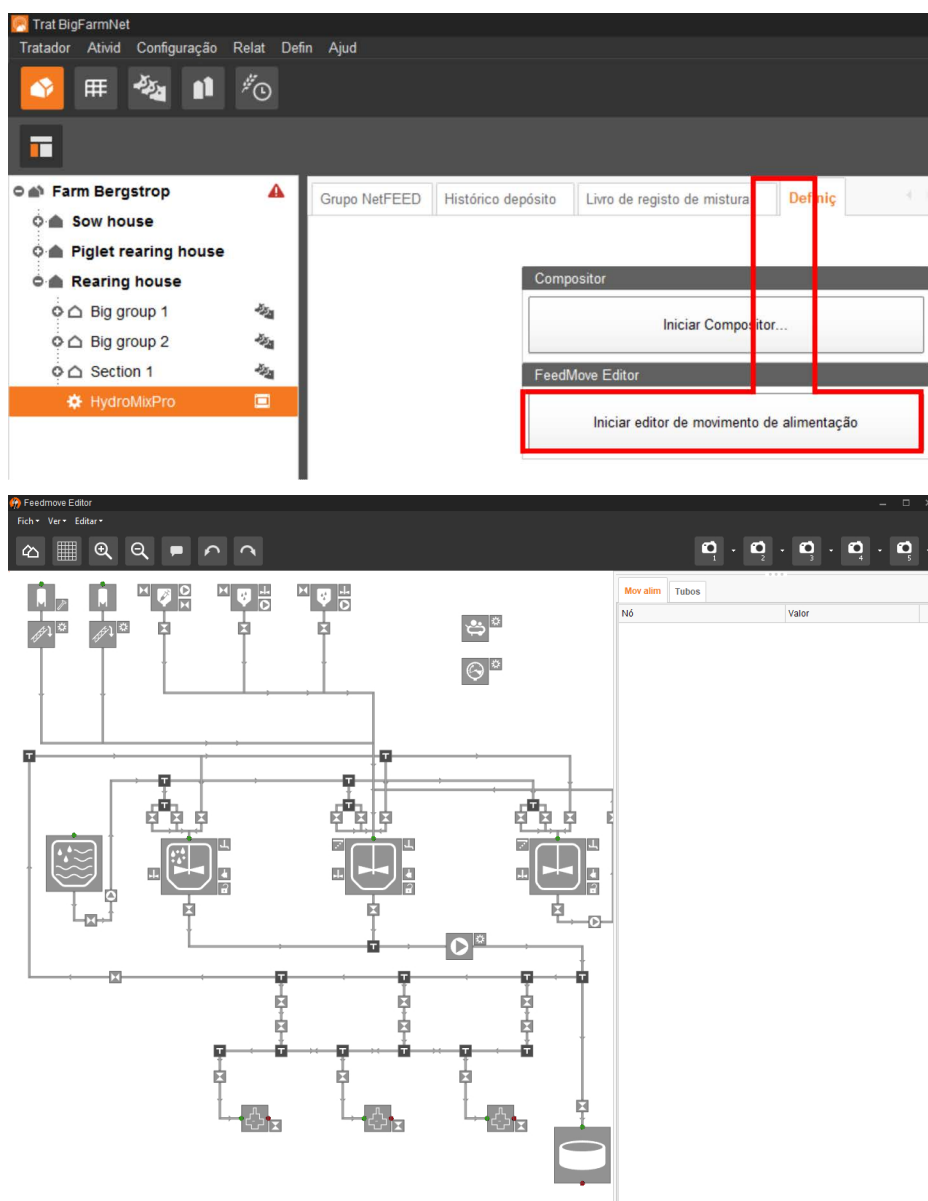 Trat BigFarmNet
Tratador Ativid Configuração Relat Defin Ajud
Farm Bergstrop
Sow house
Piglet rearing house
Rearing house
Big group 1
Big group 2
Section 1
HydroMixPro
Grupo NetFEED Histórico depósito Livro de registo de mistura Definiç
Compositor
Iniciar Compositor...
FeedMove Editor
Iniciar editor de movimento de alimentação
Feedmove Editor
Fich Ver Editar
1 2 3 4 5
Mov alim Tubos
Nó Valor
T T
T T T
T T T
T
T T T T
T T T T T T